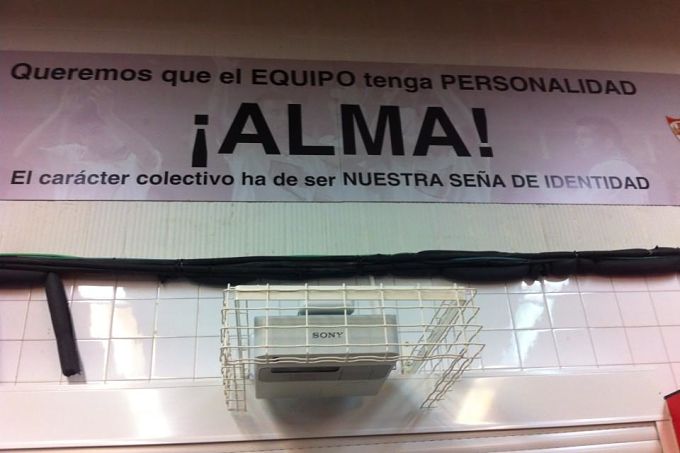 Queremos que el EQUIPO tenga PERSONALIDAD
¡ALMA!
El carácter colectivo ha de ser NUESTRA SEÑA DE IDENTIDAD
SONY